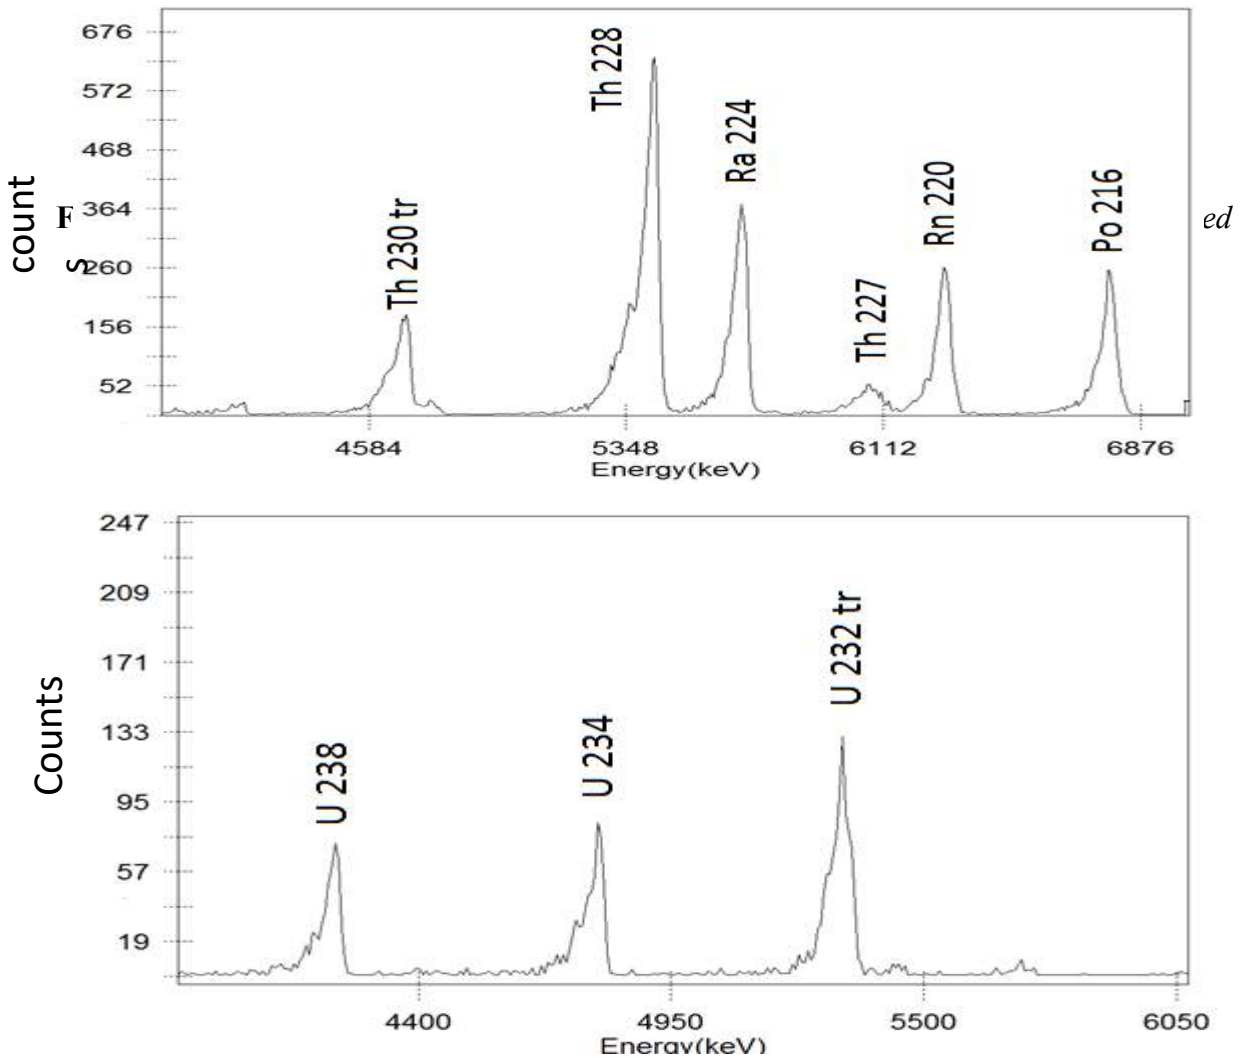 676
572
468
364
260
156
52
count
s
F
ed
Th 230 tr
Th 228
Ra 224
Th 227
Rn 220
Po 216
4584 5348 6112 6876
Energy(keV)
247
209
171
133
95
57
19
Counts
U 238
U 234
U 232 tr
4400 4950 5500 6050
Energy(keV)